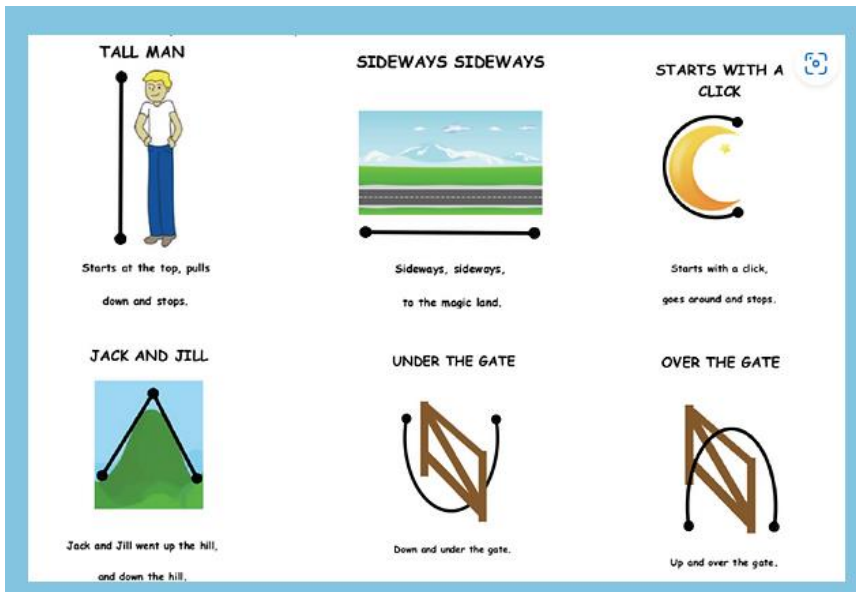 TALL MAN
Starts at the top, pulls
down and stops.
SIDEWAYS SIDEWAYS
Sideways, sideways,
to the magic land.
STARTS WITH A
CLICK
Starts with a click,
goes around and stops.
JACK AND JILL
Jack and Jill went up the hill,
and down the hill.
UNDER THE GATE
Down and under the gate.
OVER THE GATE
Up and over the gate.